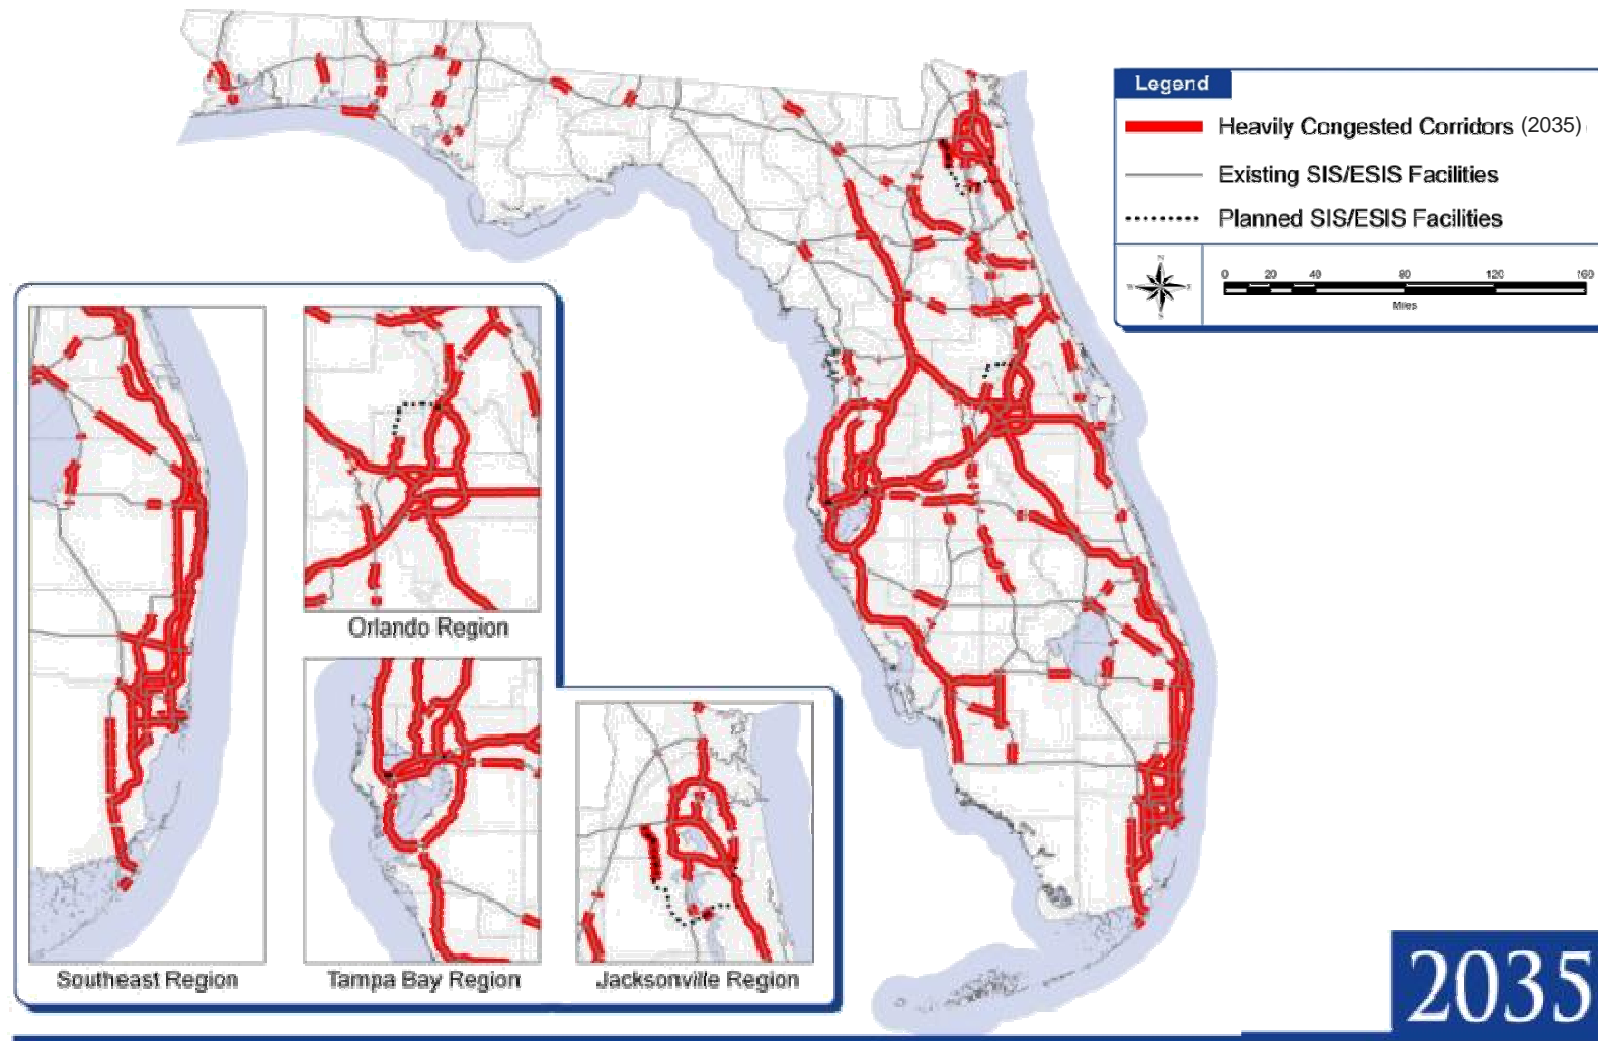 Legend
Heavily Congested Corridors (2035)
Existing SIS/ESIS Facilities
Planned SIS/ESIS Facilities
N
W E
S
0 20 40 80 120 160
Miles
Orlando Region
Southeast Region
Tampa Bay Region
Jacksonville Region
2035